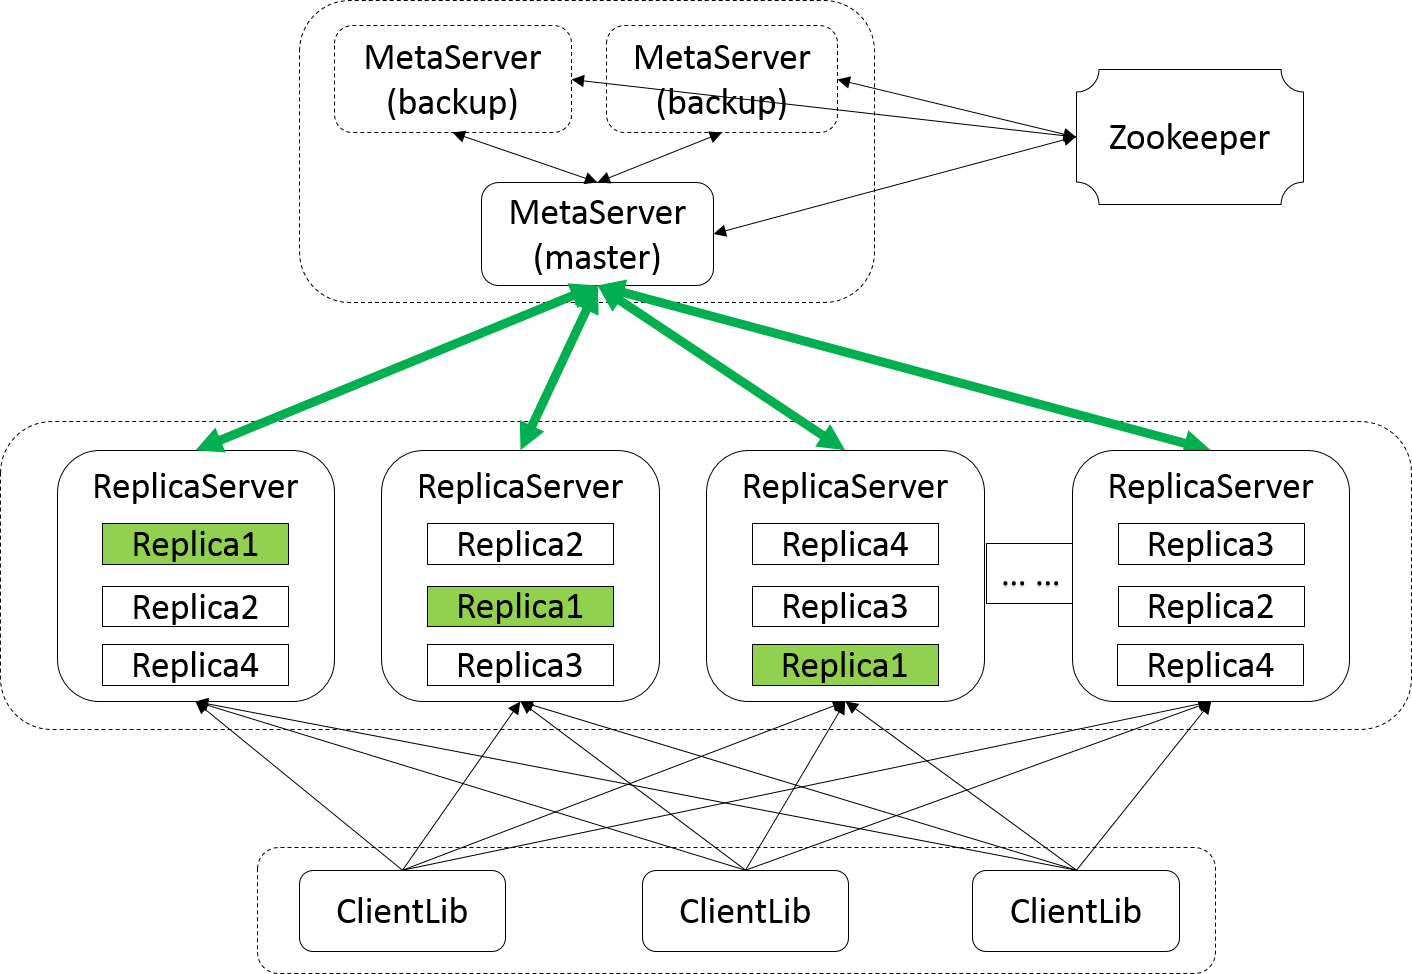 MetaServer
(backup)
MetaServer
(backup)
Zookeeper
MetaServer
(master)
ReplicaServer
Replica1
Replica2
Replica4
ReplicaServer
Replica2
Replica1
Replica3
ReplicaServer
Replica4
Replica3
Replica1
... ...
ReplicaServer
Replica3
Replica2
Replica4
ClientLib
ClientLib
ClientLib